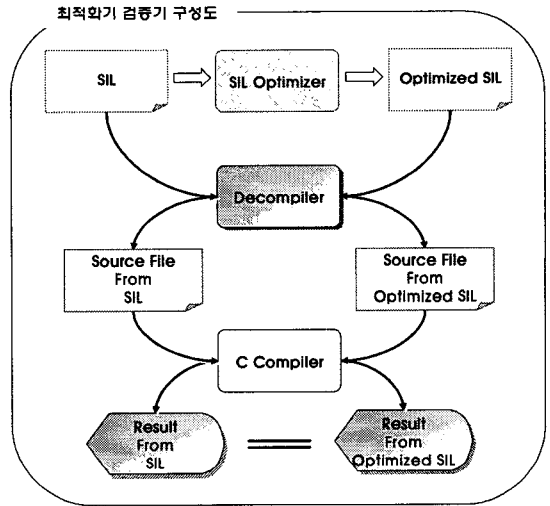 최적화기 검증기 구성도
SIL
SIL Optimizer
Optimized SIL
Decompiler
Source File
From
SIL
Source File
From
Optimized SIL
C Compiler
Result
From
SIL
Result
From
Optimized SIL